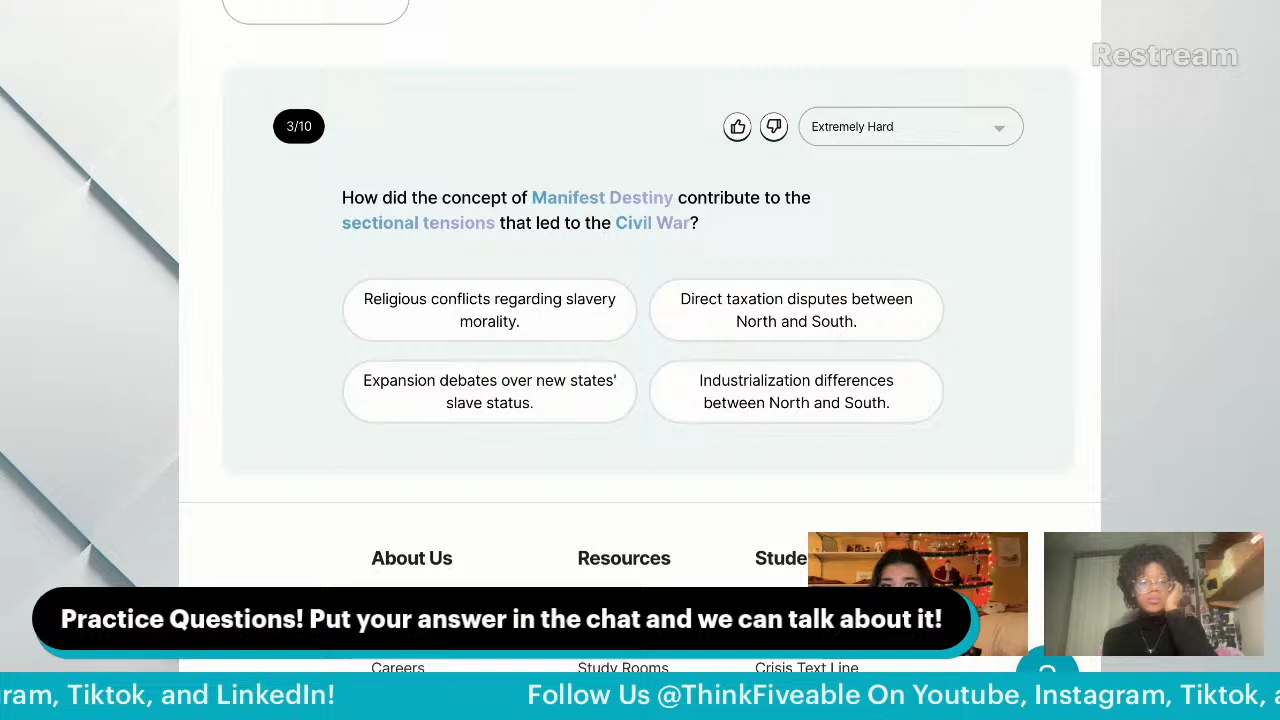 Restream
3/10
Extremely Hard
How did the concept of Manifest Destiny contribute to the
sectional tensions that led to the Civil War?
Religious conflicts regarding slavery
morality.
Direct taxation disputes between
North and South.
Expansion debates over new states'
slave status.
Industrialization differences
between North and South.
About Us
Resources
Stude
Practice Questions! Put your answer in the chat and we can talk about it!
Careers
Study Rooms
Crisis Text Line
gram, Tiktok, and LinkedIn!
Follow Us @ThinkFiveable On Youtube, Instagram, Tiktok, a